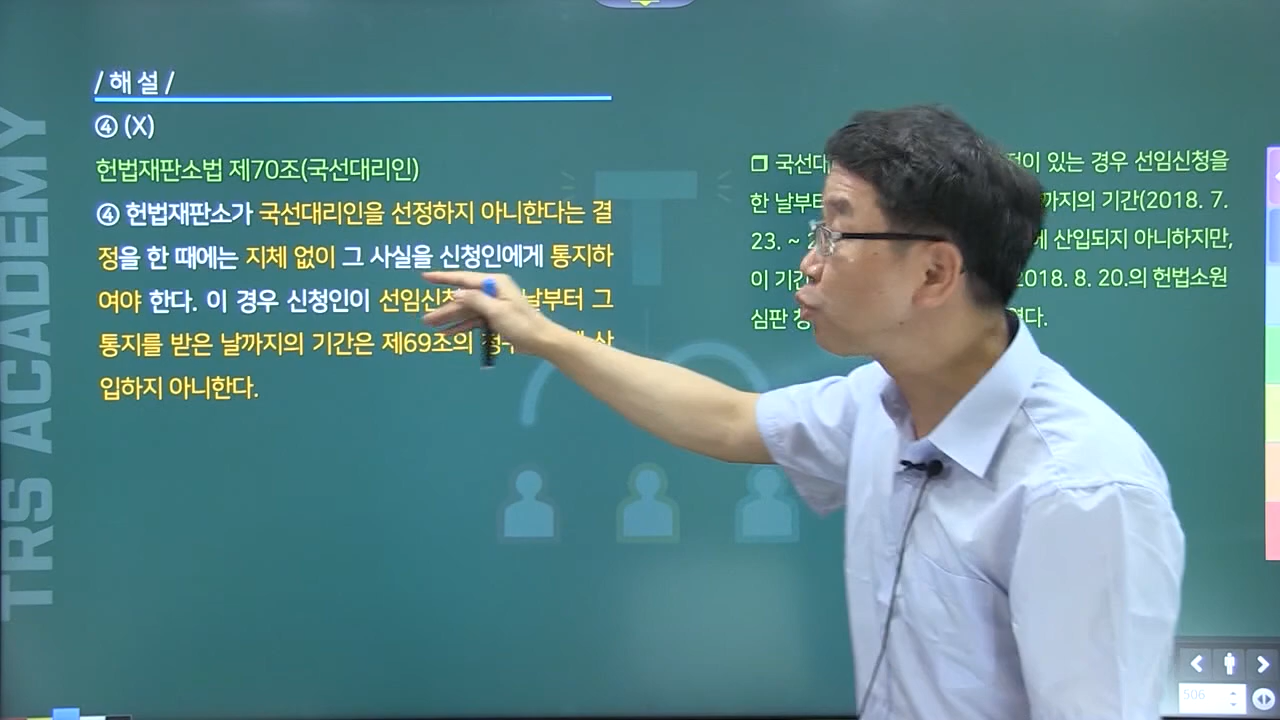 / 해 설 /
④ (X)
헌법재판소법 제70조(국선대리인)
④ 헌법재판소가 국선대리인을 선정하지 아니한다는 결
정을 한 때에는 지체 없이 그 사실을 신청인에게 통지하
여야 한다. 이 경우 신청인이 선임신청 날부터 그
통지를 받은 날까지의 기간은 제69조의 산
입하지 아니한다.
국선대 있는 경우 선임신청을
한 날부터 까지의 기간(2018. 7.
23. ~ 산입되지 아니하지만,
이 기간 2018. 8. 20.의 헌법소원
심판 청
TRS ACADEMY
506